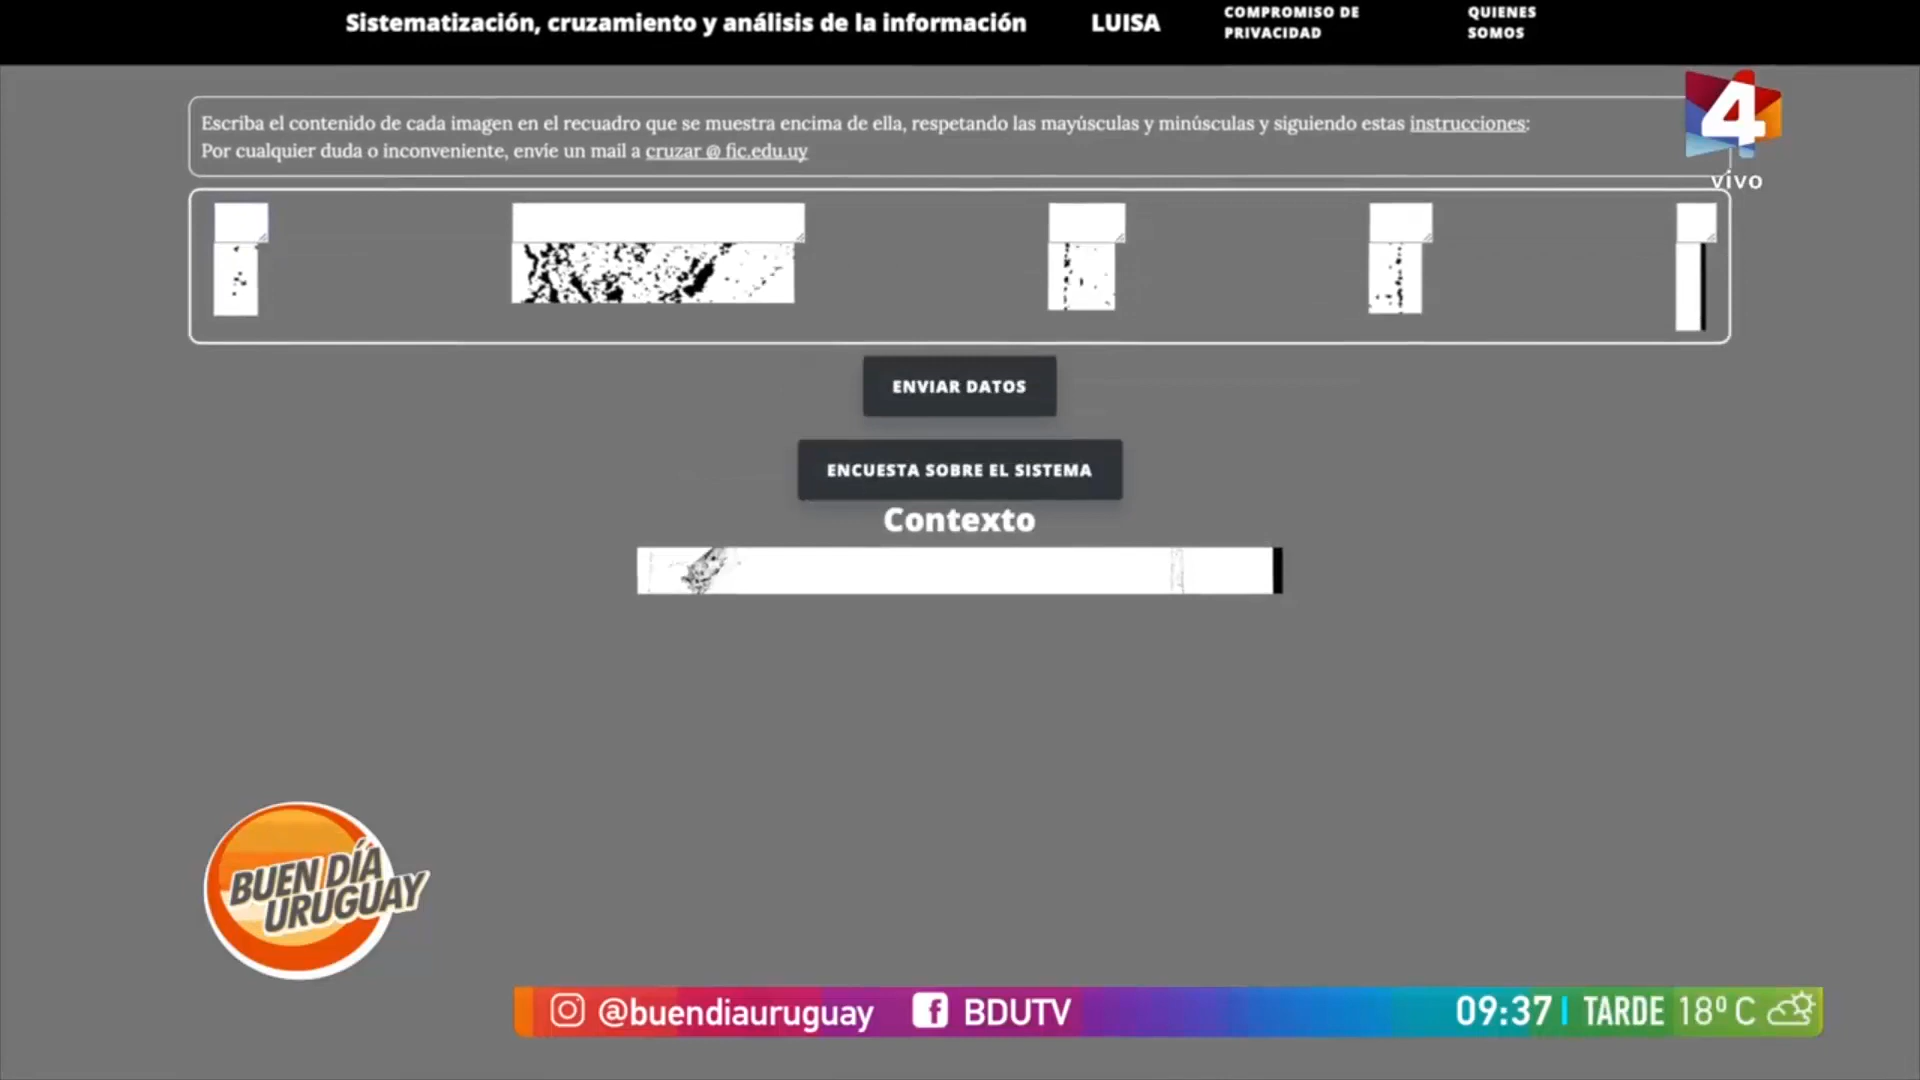 Sistematización, cruzamiento y análisis de la información
LUISA
COMPROMISO DE
PRIVACIDAD
QUIENES
SOMOS
4
vivo
Escriba el contenido de cada imagen en el recuadro que se muestra encima de ella, respetando las mayúsculas y minúsculas y siguiendo estas instrucciones:
Por cualquier duda o inconveniente, envíe un mail a cruzar @ fic.edu.uy
ENVIAR DATOS
ENCUESTA SOBRE EL SISTEMA
Contexto
BUEN DÍA
URUGUAY
@buendiauruguay
BDUTV
09:37 | TARDE 18º C